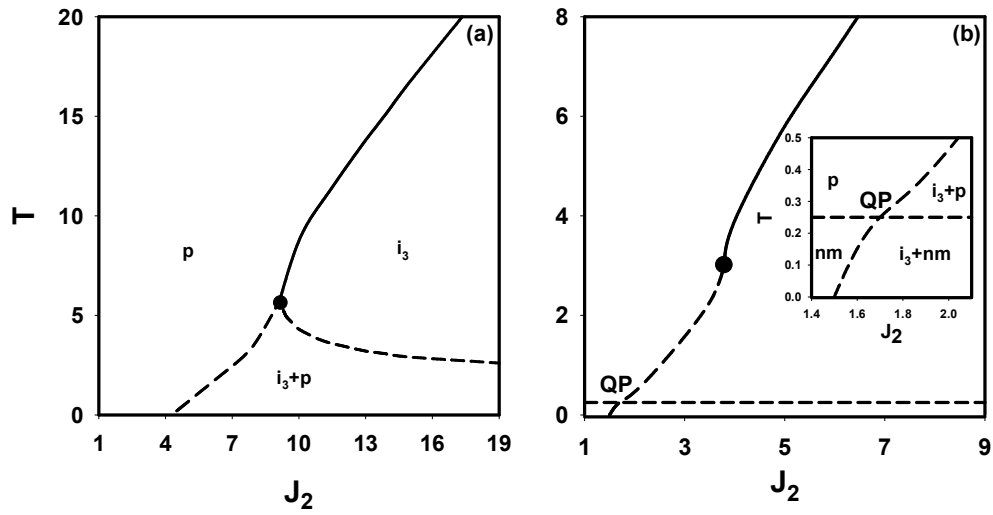 (a)
20
15
10
5
0
T
p
i₃
i₃+p
1 4 7 10 13 16 19
J₂
(b)
8
6
4
2
0
QP
1 3 5 7 9
J₂
0.5
0.4
0.3
0.2
0.1
0.0
T
p
QP
i₃+p
nm
i₃+nm
1.4 1.6 1.8 2.0
J₂